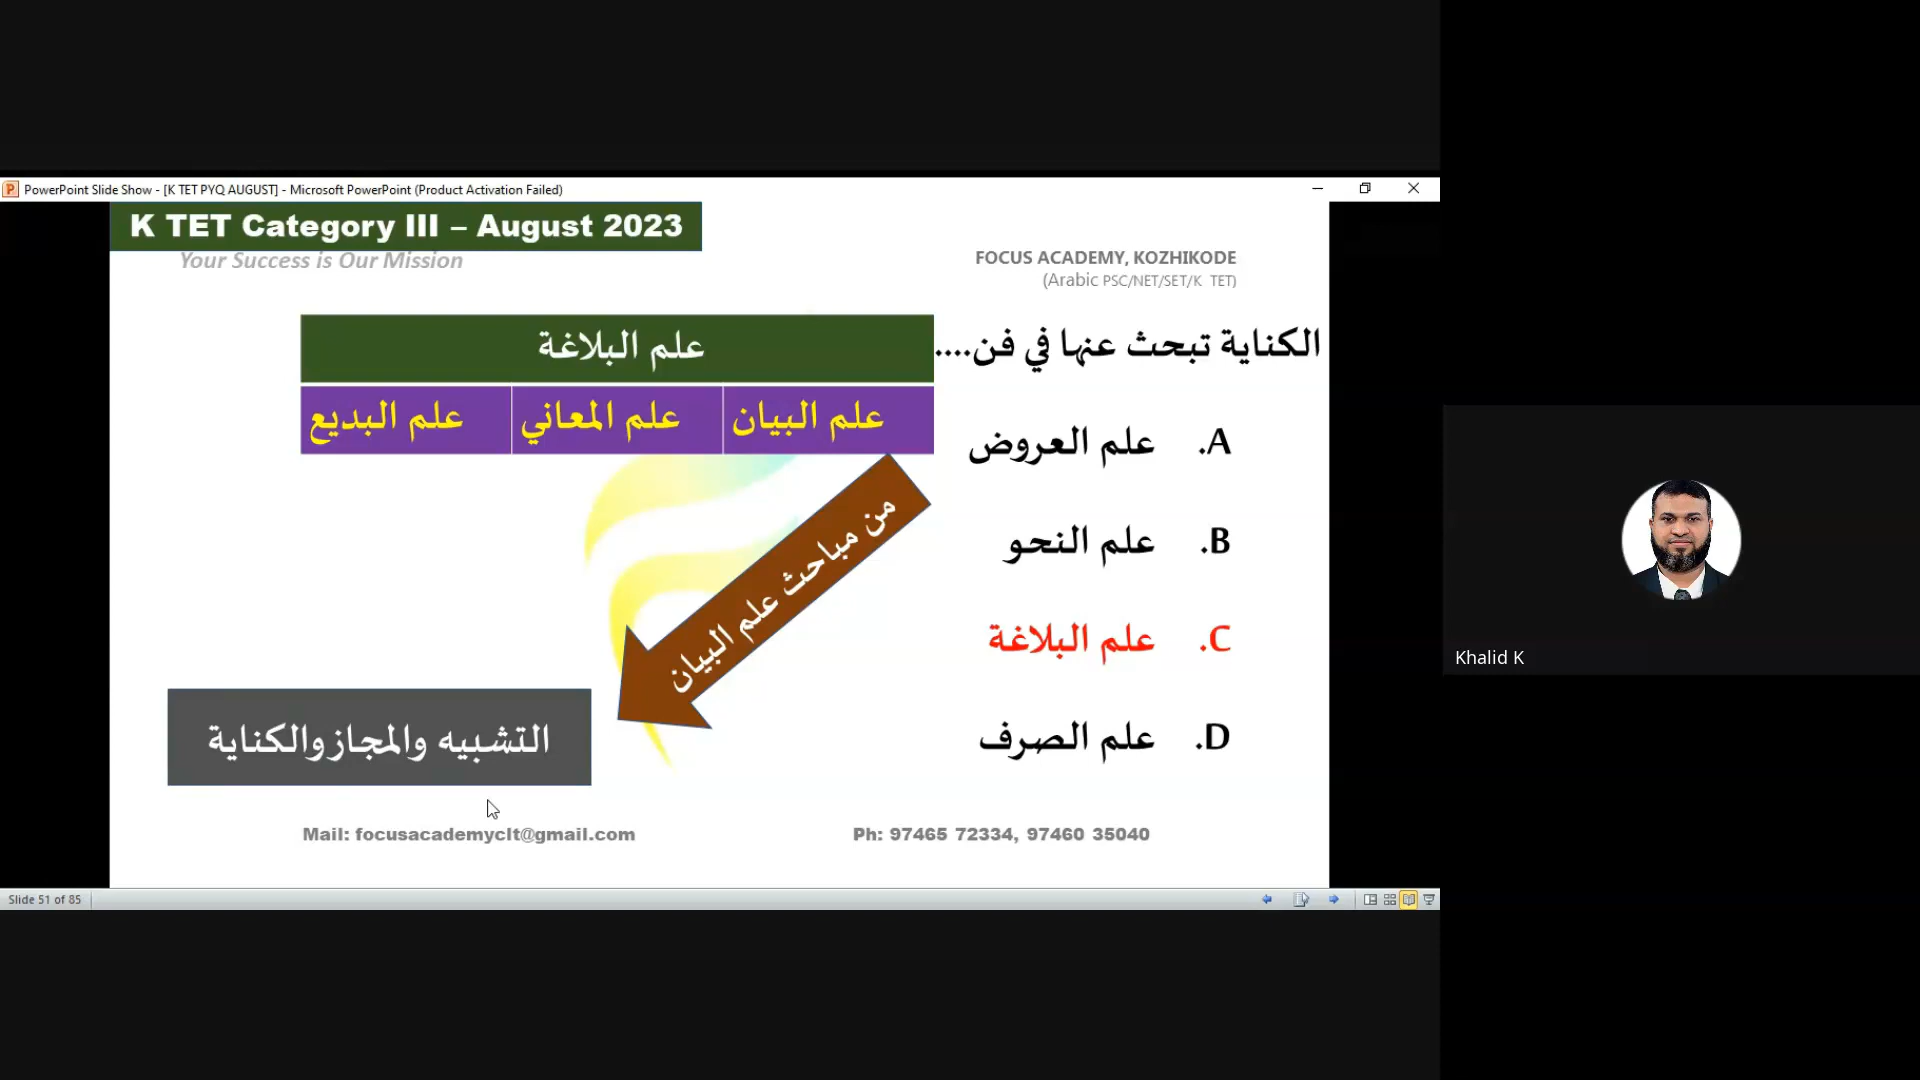 PowerPoint Slide Show - [K TET PYQ AUGUST] - Microsoft PowerPoint (Product Activation Failed)
K TET Category III – August 2023
Your Success is Our Mission
FOCUS ACADEMY, KOZHIKODE
(Arabic PSC/NET/SET/K TET)
الكناية تبحث عنها في فن....
A. علم العروض
B. علم النحو
C. علم البلاغة
D. علم الصرف
علم البلاغة
علم البيان علم المعاني علم البديع
من مباحث علم البيان
التشبيه والمجاز والكناية
Mail: focusacademyclt@gmail.com
Ph: 97465 72334, 97460 35040
Slide 51 of 85
Khalid K